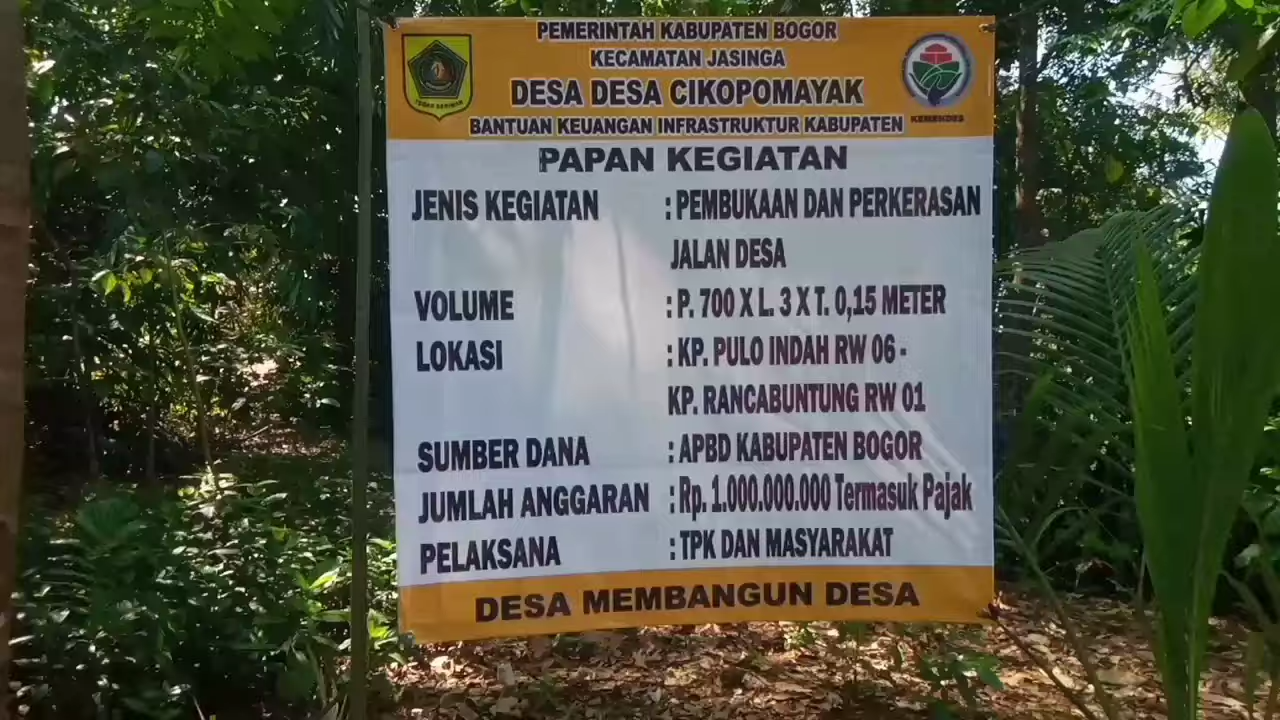 PEMERINTAH KABUPATEN BOGOR
KECAMATAN JASINGA
DESA DESA CIKOPOMAYAK
BANTUAN KEUANGAN INFRASTRUKTUR KABUPATEN
TEGAR BERIMAN
KEMENDES
PAPAN KEGIATAN
JENIS KEGIATAN : PEMBUKAAN DAN PERKERASAN
JALAN DESA
VOLUME : P. 700 X L. 3 X T. 0,15 METER
LOKASI : KP. PULO INDAH RW 06 -
KP. RANCABUNTUNG RW 01
SUMBER DANA : APBD KABUPATEN BOGOR
JUMLAH ANGGARAN : Rp. 1.000.000.000 Termasuk Pajak
PELAKSANA : TPK DAN MASYARAKAT
DESA MEMBANGUN DESA